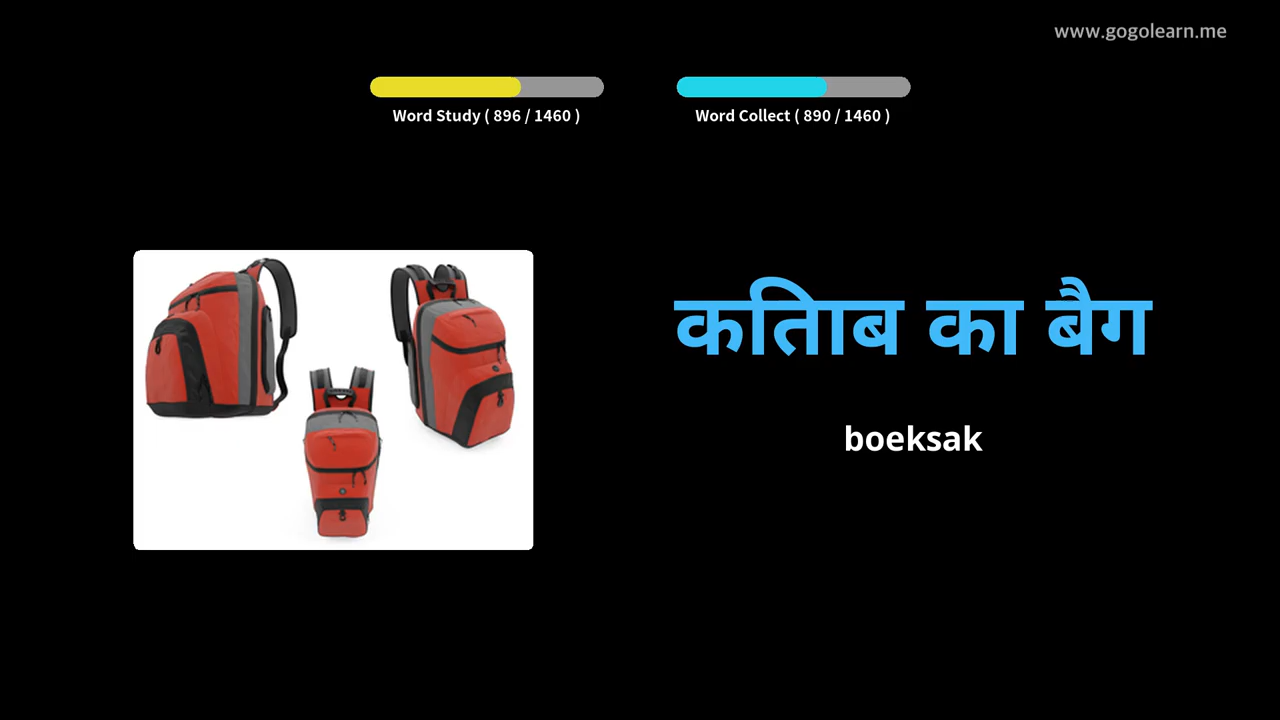 www.gogolearn.me
Word Study ( 896 / 1460 )
Word Collect ( 890 / 1460 )
किताब का बैग
boeksak